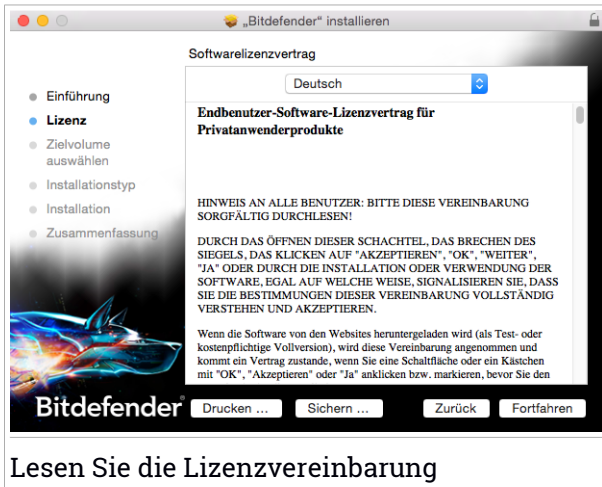 „Bitdefender“ installieren
Softwarelizenzvertrag
Einführung
Lizenz
Zielvolume
auswählen
Installationstyp
Installation
Zusammenfassung
Deutsch
Endbenutzer-Software-Lizenzvertrag für
Privatanwenderprodukte
HINWEIS AN ALLE BENUTZER: BITTE DIESE VEREINBARUNG
SORGFÄLTIG DURCHLESEN!
DURCH DAS ÖFFNEN DIESER SCHACHTEL, DAS BRECHEN DES
SIEGELS, DAS KLICKEN AUF "AKZEPTIEREN", "OK", "WEITER",
"JA" ODER DURCH DIE INSTALLATION ODER VERWENDUNG DER
SOFTWARE, EGAL AUF WELCHE WEISE, SIGNALISIEREN SIE, DASS
SIE DIE BESTIMMUNGEN DIESER VEREINBARUNG VOLLSTÄNDIG
VERSTEHEN UND AKZEPTIEREN.
Wenn die Software von den Websites heruntergeladen wird (als Test- oder
kostenpflichtige Vollversion), wird diese Vereinbarung angenommen und
kommt ein Vertrag zustande, wenn Sie eine Schaltfläche oder ein Kästchen
mit "OK", "Akzeptieren" oder "Ja" anklicken bzw. markieren, bevor Sie den
Bitdefender
Drucken ... Sichern ... Zurück Fortfahren
Lesen Sie die Lizenzvereinbarung